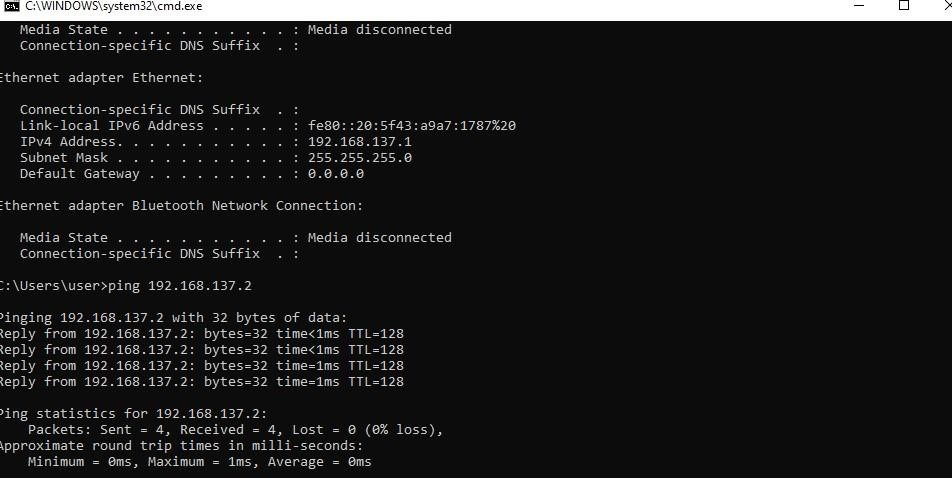 C:\WINDOWS\system32\cmd.exe
Media State . . . . . . . . . . . : Media disconnected
Connection-specific DNS Suffix  . :
Ethernet adapter Ethernet:
Connection-specific DNS Suffix  . :
Link-local IPv6 Address . . . . . : fe80::20:5f43:a9a7:1787%20
IPv4 Address. . . . . . . . . . . : 192.168.137.1
Subnet Mask . . . . . . . . . . . : 255.255.255.0
Default Gateway . . . . . . . . . : 0.0.0.0
Ethernet adapter Bluetooth Network Connection:
Media State . . . . . . . . . . . : Media disconnected
Connection-specific DNS Suffix  . :
C:\Users\user>ping 192.168.137.2
Pinging 192.168.137.2 with 32 bytes of data:
Reply from 192.168.137.2: bytes=32 time<1ms TTL=128
Reply from 192.168.137.2: bytes=32 time<1ms TTL=128
Reply from 192.168.137.2: bytes=32 time=1ms TTL=128
Reply from 192.168.137.2: bytes=32 time=1ms TTL=128
Ping statistics for 192.168.137.2:
Packets: Sent = 4, Received = 4, Lost = 0 (0% loss),
Approximate round trip times in milli-seconds:
Minimum = 0ms, Maximum = 1ms, Average = 0ms